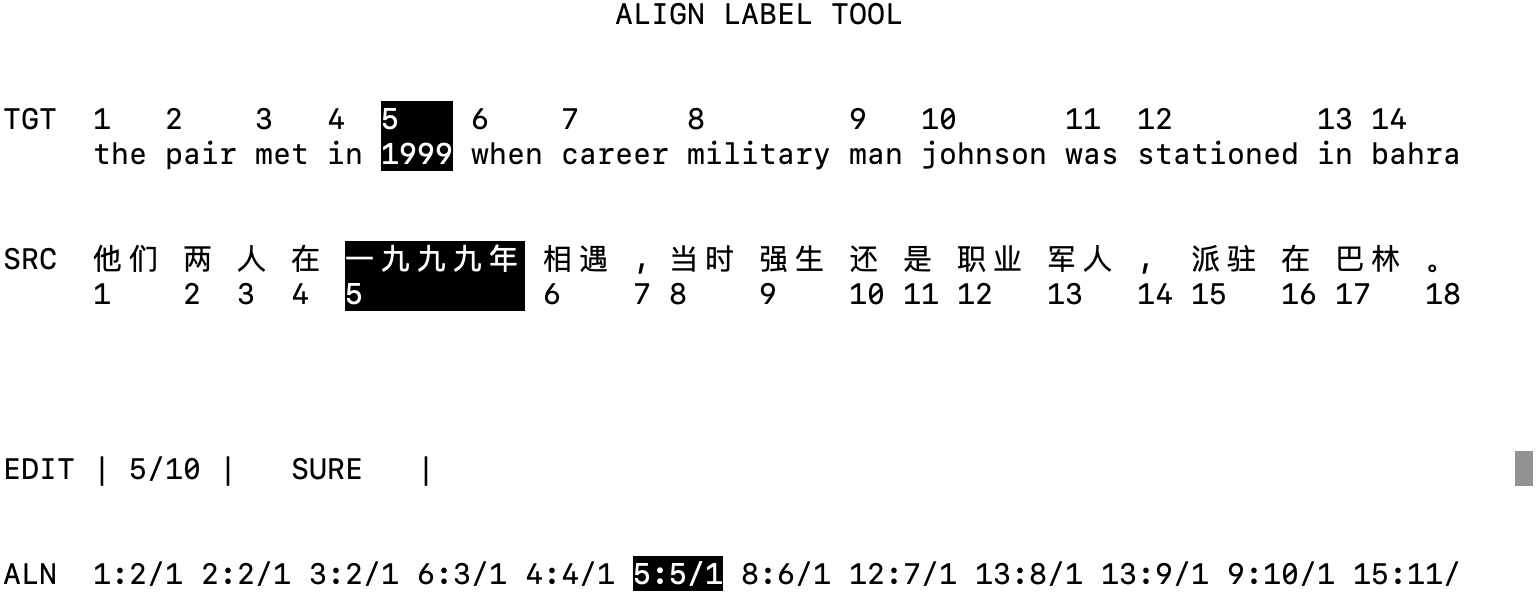 ALIGN LABEL TOOL
TGT 1 2 3 4 5 6 7 8 9 10 11 12 13 14
the pair met in 1999 when career military man johnson was stationed in bahra
SRC 他们 两 人 在 一九九九年 相遇 , 当时 强生 还 是 职业 军人 , 派驻 在 巴林 。
1 2 3 4 5 6 7 8 9 10 11 12 13 14 15 16 17 18
EDIT | 5/10 | SURE |
ALN 1:2/1 2:2/1 3:2/1 6:3/1 4:4/1 5:5/1 8:6/1 12:7/1 13:8/1 13:9/1 9:10/1 15:11/